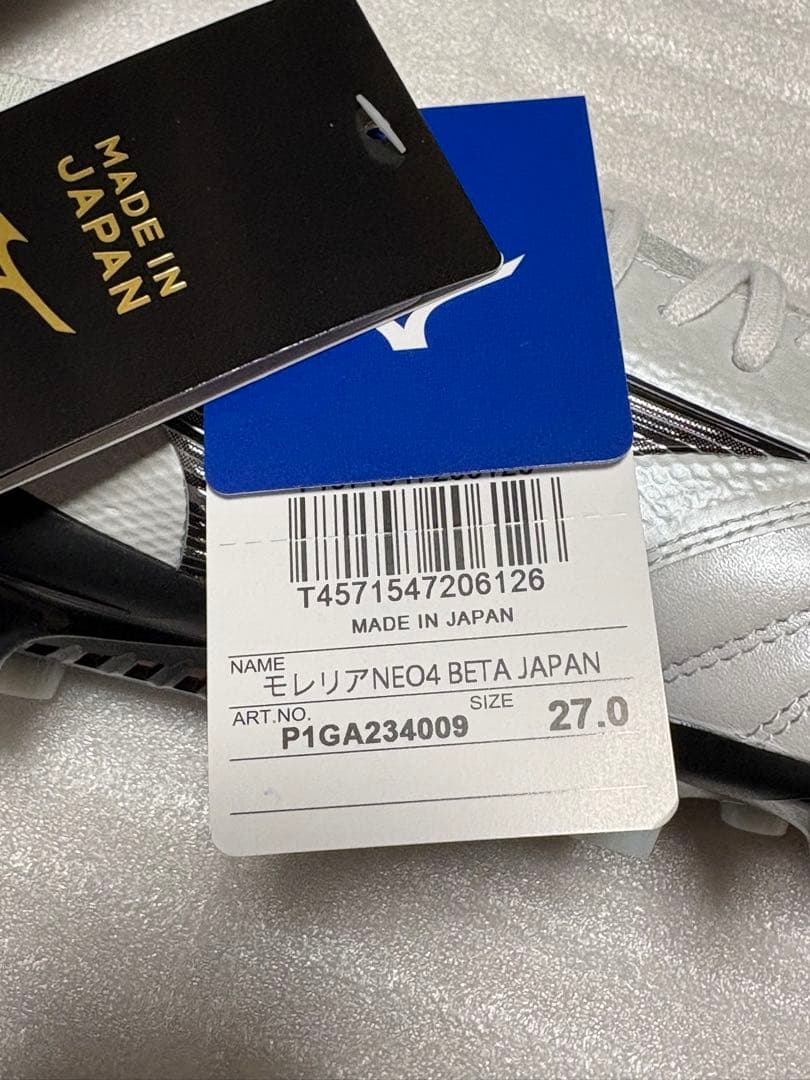 MADE IN
JAPAN
T4571547206126
MADE IN JAPAN
NAME
モレリアNEO4 BETA JAPAN
ART.NO.
P1GA234009
SIZE
27.0